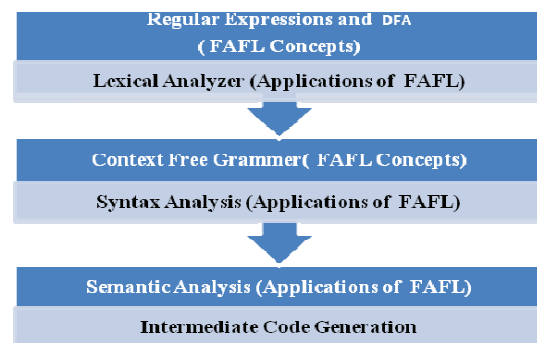 Regular Expressions and DFA
( FAFL Concepts)
Lexical Analyzer (Applications of FAFL)
Context Free Grammer( FAFL Concepts)
Syntax Analysis (Applications of FAFL)
Semantic Analysis (Applications of FAFL)
Intermediate Code Generation